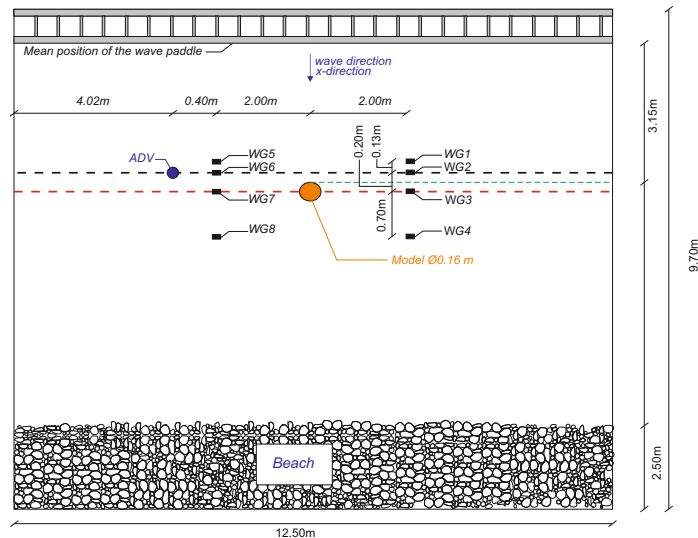 Mean position of the wave paddle
wave direction
x-direction
4.02m
0.40m
2.00m
2.00m
3.15m
0.20m
0.13m
ADV
WG5
WG6
WG1
WG2
WG7
WG3
0.70m
WG8
WG4
Model Ø0.16 m
9.70m
Beach
2.50m
12.50m